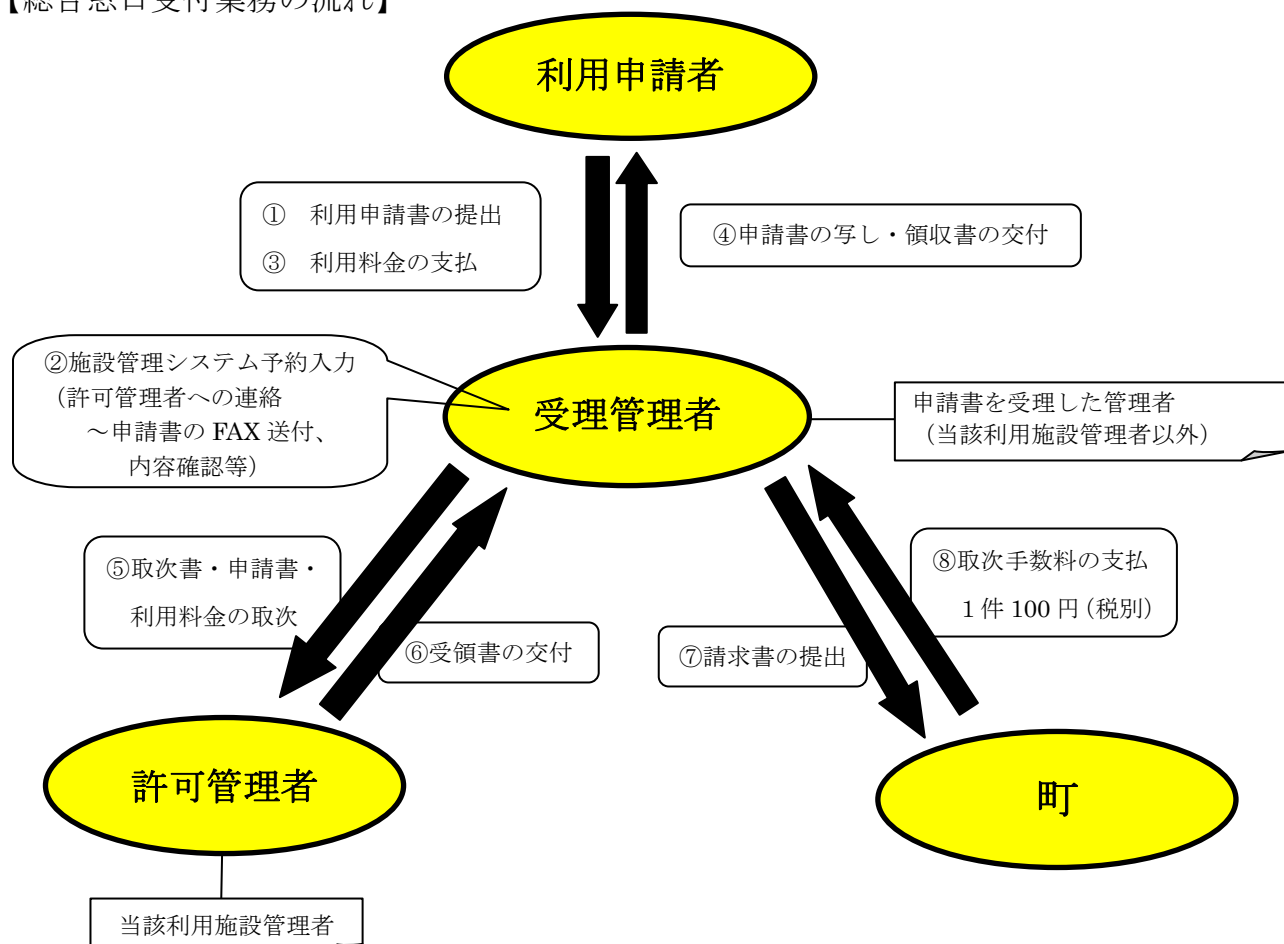 【総合窓口受付業務の流れ】
利用申請者
① 利用申請書の提出
③ 利用料金の支払
④申請書の写し・領収書の交付
②施設管理システム予約入力
(許可管理者への連絡
~申請書の FAX 送付、
内容確認等)
受理管理者
申請書を受理した管理者
(当該利用施設管理者以外)
⑤取次書・申請書・
利用料金の取次
⑥受領書の交付
⑦請求書の提出
⑧取次手数料の支払
1 件 100 円(税別)
許可管理者
町
当該利用施設管理者